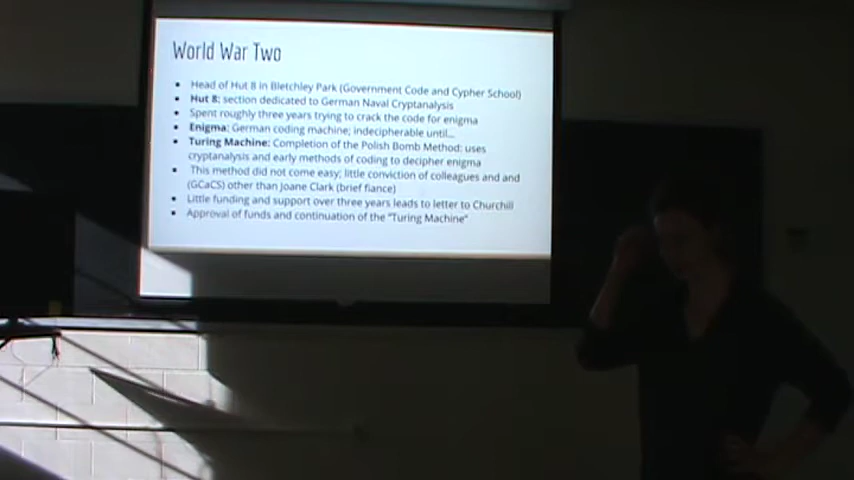 World War Two
Head of Hut 8 in Bletchley Park (Government Code and Cypher School)
Hut 8: section dedicated to German Naval Cryptanalysis
Spent roughly three years trying to crack the code for enigma
Enigma: German coding machine; indecipherable until...
Turing Machine: Completion of the Polish Bomb Method: uses
cryptanalysis and early methods of coding to decipher enigma
This method did not come easy; little conviction of colleagues and and
(GCaCS) other than Joane Clark (brief fiance)
Little funding and support over three years leads to letter to Churchill
Approval of funds and continuation of the "Turing Machine"